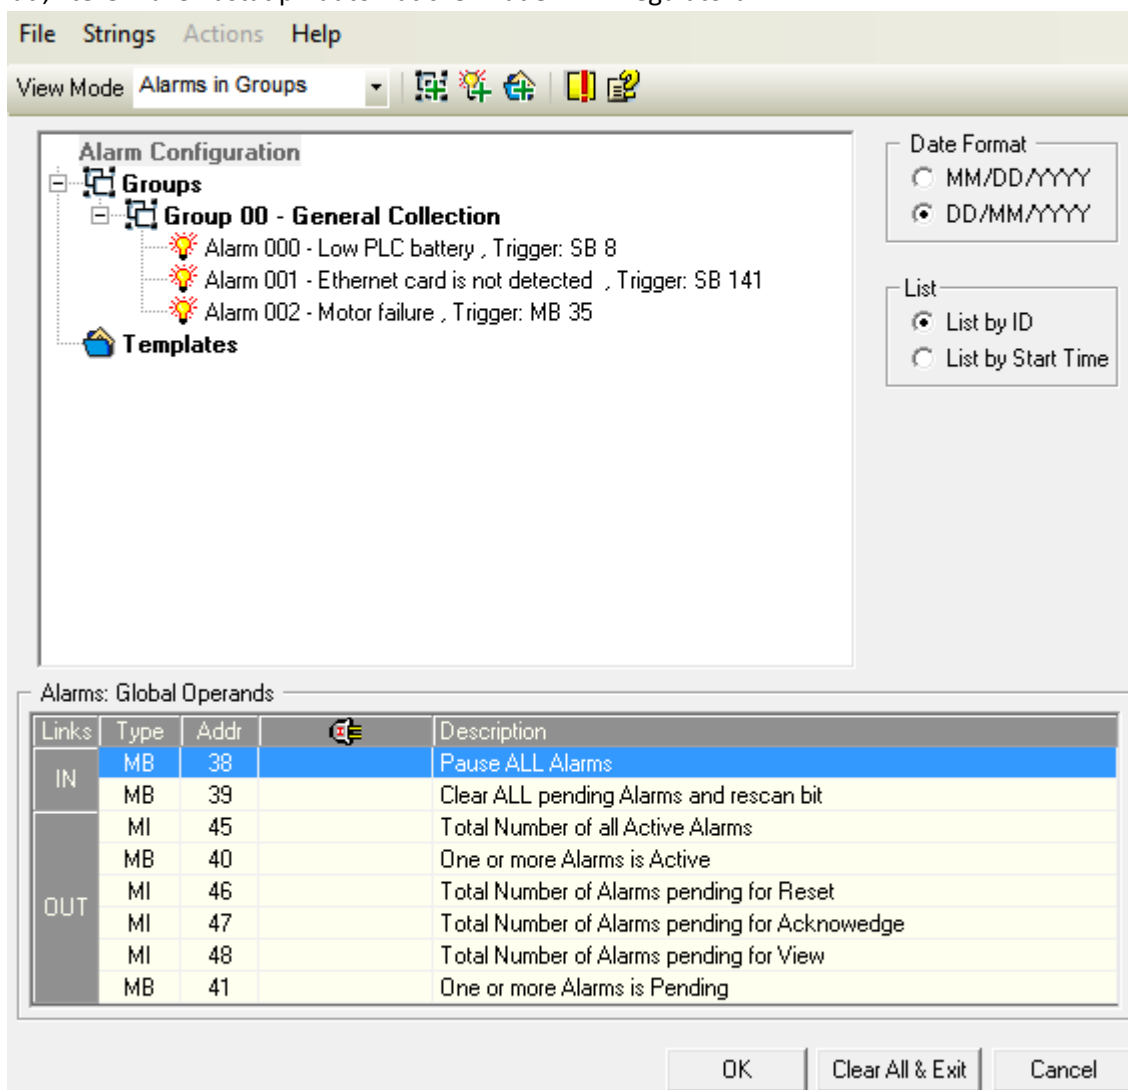 File Strings Actions Help
View Mode Alarms in Groups
Alarm Configuration
Groups
Group 00 - General Collection
Alarm 000 - Low PLC battery , Trigger: SB 8
Alarm 001 - Ethernet card is not detected , Trigger: SB 141
Alarm 002 - Motor failure , Trigger: MB 35
Templates
Date Format
MM/DD/YYYY
DD/MM/YYYY
List
List by ID
List by Start Time
Alarms: Global Operands
Links Type Addr Description
IN
MB 38 Pause ALL Alarms
MB 39 Clear ALL pending Alarms and rescan bit
OUT
MI 45 Total Number of all Active Alarms
MB 40 One or more Alarms is Active
MI 46 Total Number of Alarms pending for Reset
MI 47 Total Number of Alarms pending for Acknowedge
MI 48 Total Number of Alarms pending for View
MB 41 One or more Alarms is Pending
OK Clear All & Exit Cancel